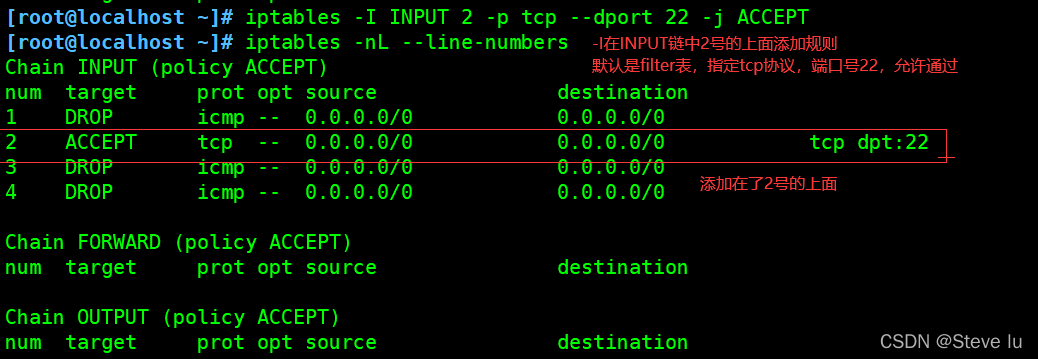 [root@localhost ~]# iptables -I INPUT 2 -p tcp --dport 22 -j ACCEPT
[root@localhost ~]# iptables -nL --line-numbers -I在INPUT链中2号的上面添加规则
Chain INPUT (policy ACCEPT) 默认是filter表，指定tcp协议，端口号22，允许通过
num target prot opt source destination
1 DROP icmp -- 0.0.0.0/0 0.0.0.0/0
2 ACCEPT tcp -- 0.0.0.0/0 0.0.0.0/0 tcp dpt:22
3 DROP icmp -- 0.0.0.0/0 0.0.0.0/0
4 DROP icmp -- 0.0.0.0/0 0.0.0.0/0 添加在了2号的上面
Chain FORWARD (policy ACCEPT)
num target prot opt source destination
Chain OUTPUT (policy ACCEPT)
num target prot opt source destination
CSDN @Steve lu